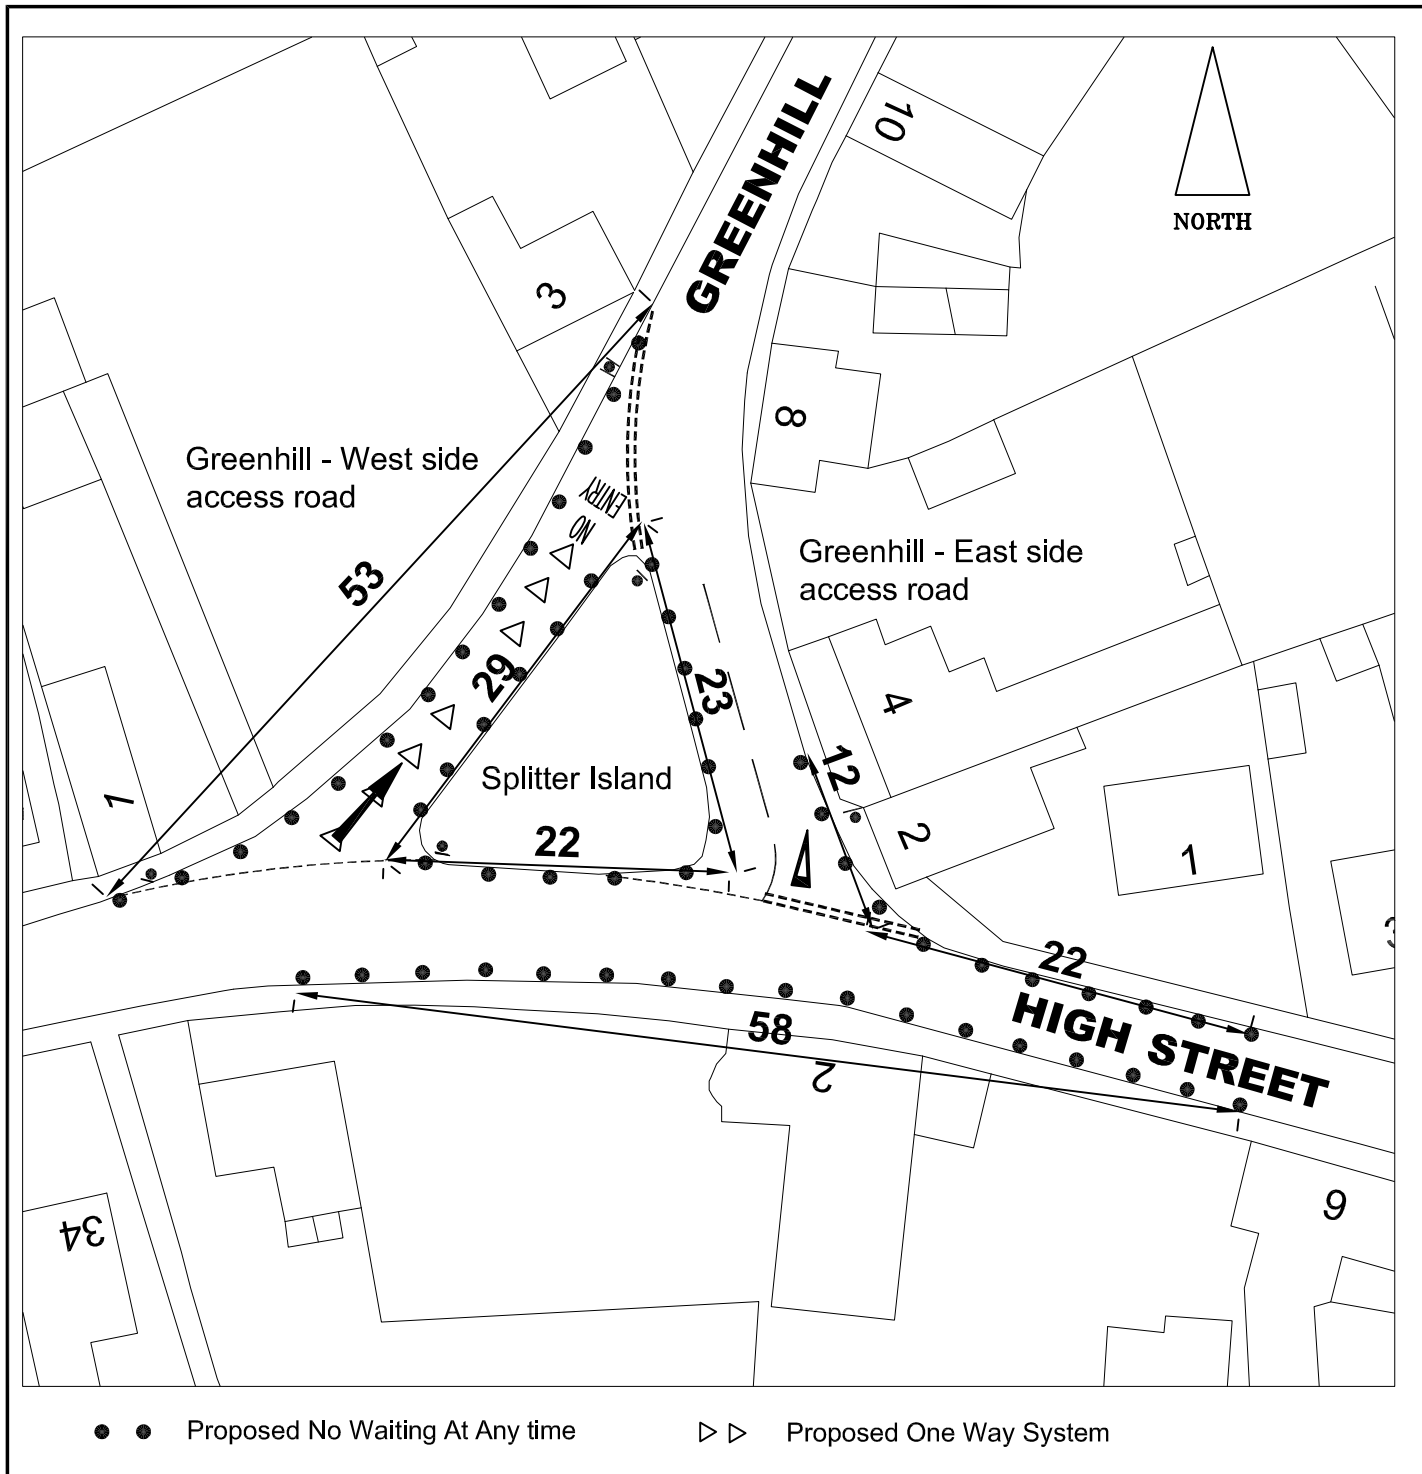 GREENHILL
10
NORTH
3
8
Greenhill - West side
access road
NO
ENTRY
53
Greenhill - East side
access road
29
23
4
12
1
Splitter Island
22
2
1
3
22
HIGH STREET
58
2
34
6
Proposed No Waiting At Any time
Proposed One Way System